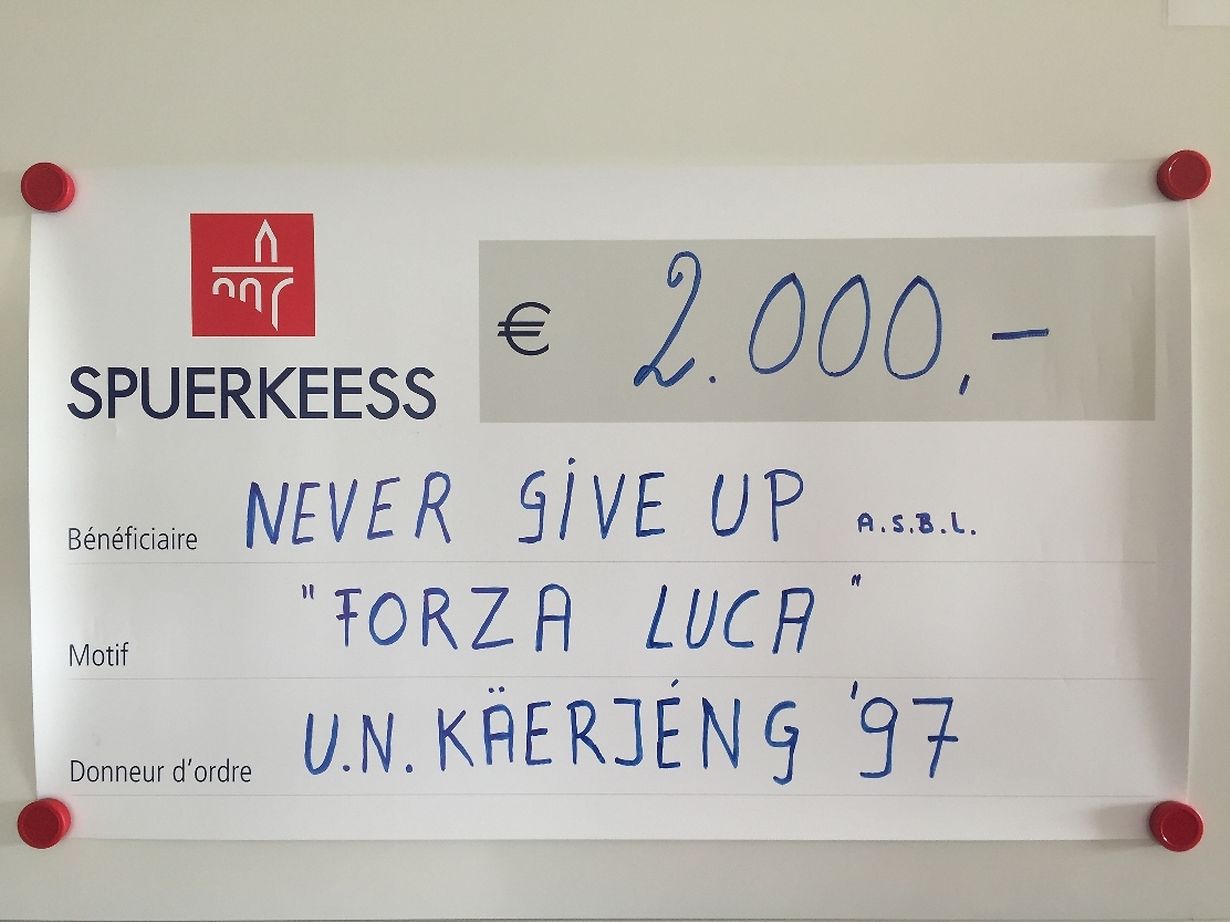 SPUERKEESS
€ 2.000,-
Bénéficiaire NEVER GIVE UP A.S.B.L.
Motif "FORZA LUCA"
Donneur d'ordre U.N. KÄERJÉNG '97